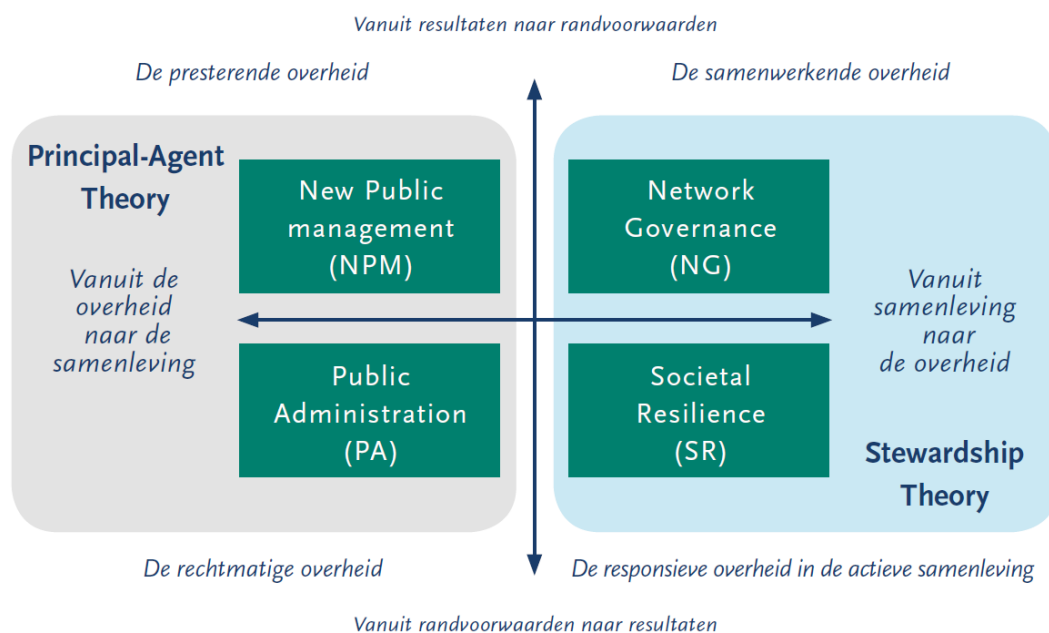 Vanuit resultaten naar randvoorwaarden
De presterende overheid
De samenwerkende overheid
Principal-Agent
Theory
New Public
management
(NPM)
Network
Governance
(NG)
Vanuit de
overheid
naar de
samenleving
Vanuit
samenleving
naar
de overheid
Public
Administration
(PA)
Societal
Resilience
(SR)
Stewardship
Theory
De rechtmatige overheid
De responsieve overheid in de actieve samenleving
Vanuit randvoorwaarden naar resultaten